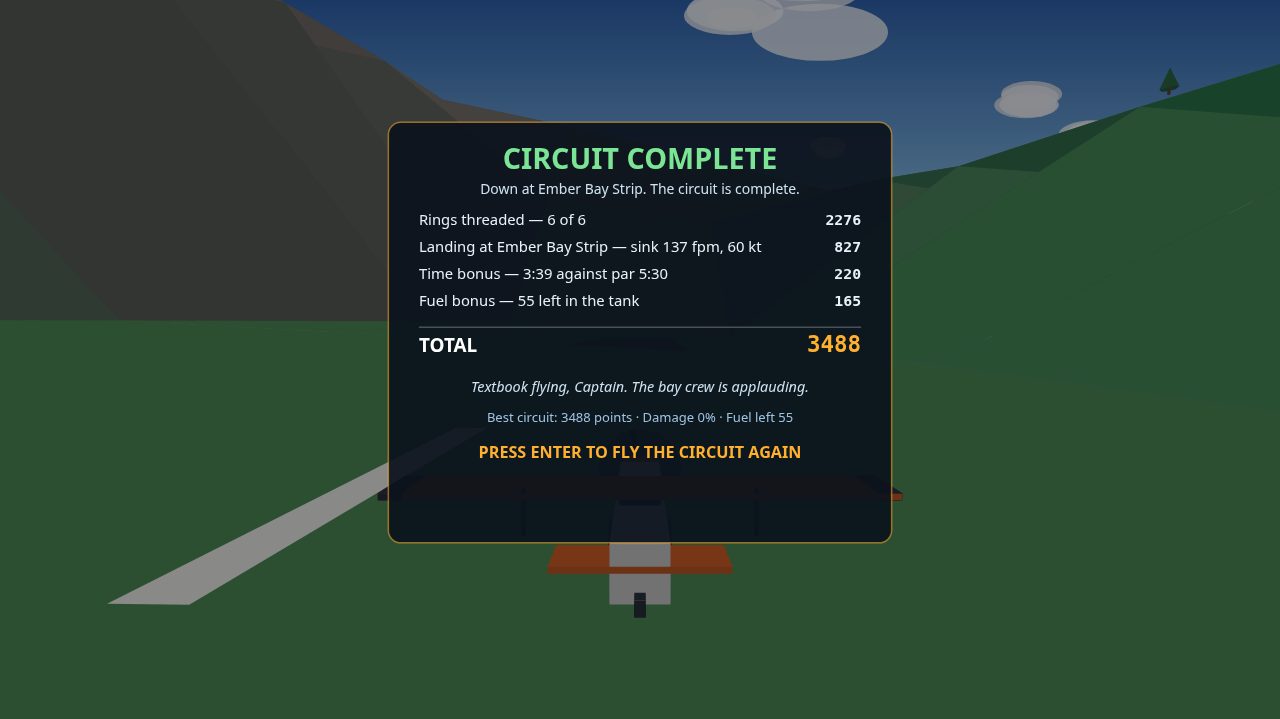 CIRCUIT COMPLETE
Down at Ember Bay Strip. The circuit is complete.
Rings threaded — 6 of 6 2276
Landing at Ember Bay Strip — sink 137 fpm, 60 kt 827
Time bonus — 3:39 against par 5:30 220
Fuel bonus — 55 left in the tank 165
TOTAL 3488
Textbook flying, Captain. The bay crew is applauding.
Best circuit: 3488 points · Damage 0% · Fuel left 55
PRESS ENTER TO FLY THE CIRCUIT AGAIN